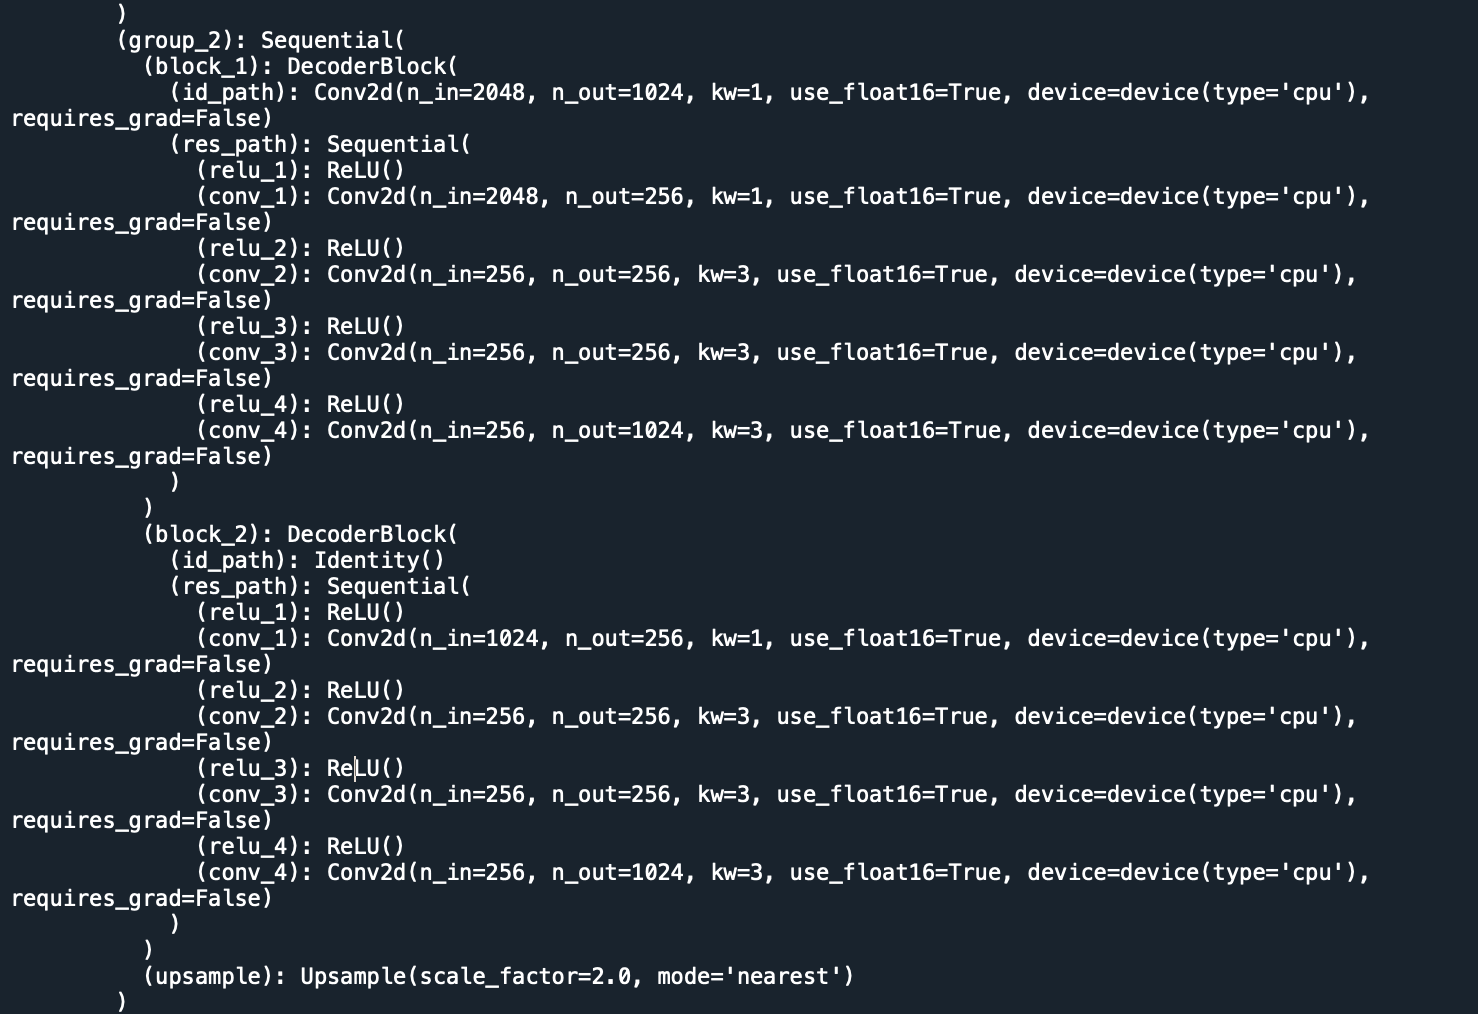 )
(group_2): Sequential(
(block_1): DecoderBlock(
(id_path): Conv2d(n_in=2048, n_out=1024, kw=1, use_float16=True, device=device(type='cpu'),
requires_grad=False)
(res_path): Sequential(
(relu_1): ReLU()
(conv_1): Conv2d(n_in=2048, n_out=256, kw=1, use_float16=True, device=device(type='cpu'),
requires_grad=False)
(relu_2): ReLU()
(conv_2): Conv2d(n_in=256, n_out=256, kw=3, use_float16=True, device=device(type='cpu'),
requires_grad=False)
(relu_3): ReLU()
(conv_3): Conv2d(n_in=256, n_out=256, kw=3, use_float16=True, device=device(type='cpu'),
requires_grad=False)
(relu_4): ReLU()
(conv_4): Conv2d(n_in=256, n_out=1024, kw=3, use_float16=True, device=device(type='cpu'),
requires_grad=False)
)
)
(block_2): DecoderBlock(
(id_path): Identity()
(res_path): Sequential(
(relu_1): ReLU()
(conv_1): Conv2d(n_in=1024, n_out=256, kw=1, use_float16=True, device=device(type='cpu'),
requires_grad=False)
(relu_2): ReLU()
(conv_2): Conv2d(n_in=256, n_out=256, kw=3, use_float16=True, device=device(type='cpu'),
requires_grad=False)
(relu_3): ReLU()
(conv_3): Conv2d(n_in=256, n_out=256, kw=3, use_float16=True, device=device(type='cpu'),
requires_grad=False)
(relu_4): ReLU()
(conv_4): Conv2d(n_in=256, n_out=1024, kw=3, use_float16=True, device=device(type='cpu'),
requires_grad=False)
)
)
(upsample): Upsample(scale_factor=2.0, mode='nearest')
)